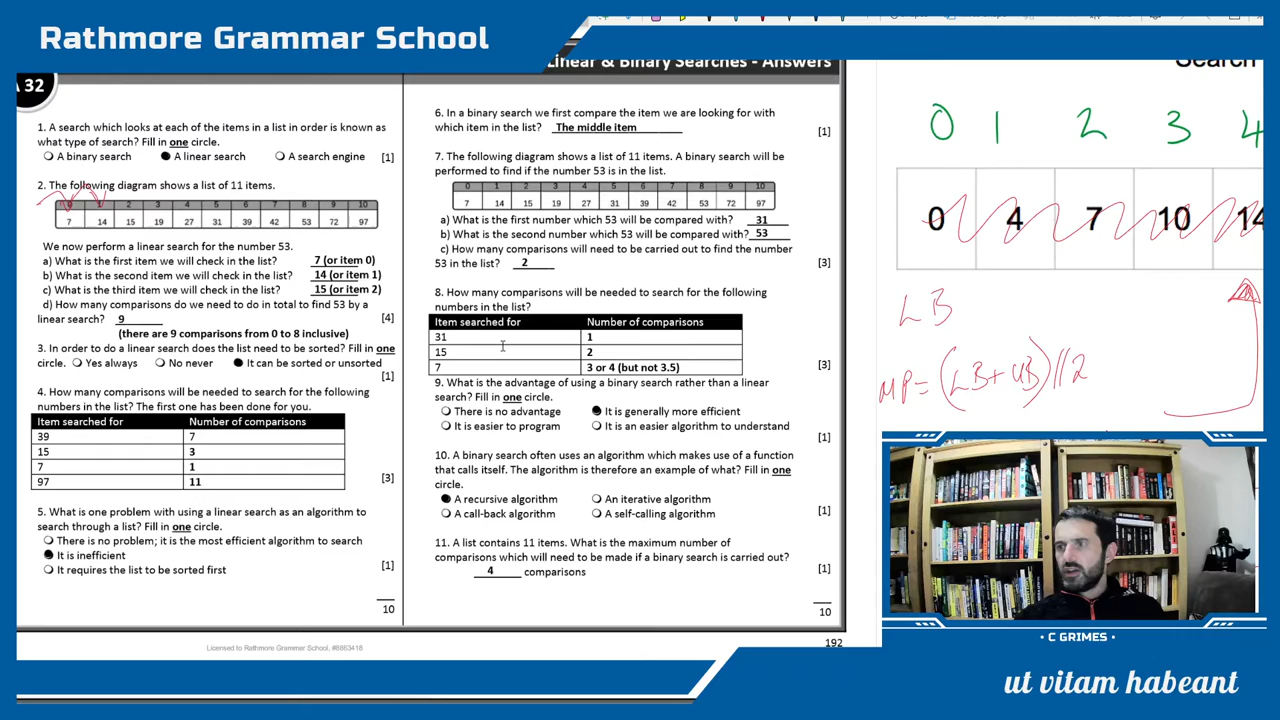 Rathmore Grammar School
A 32
1. A search which looks at each of the items in a list in order is known as
what type of search? Fill in one circle.
A binary search A linear search A search engine [1]
2. The following diagram shows a list of 11 items.
0 1 2 3 4 5 6 7 8 9 10
7 14 15 19 30 31 39 42 53 72 97
We now perform a linear search for the number 53.
a) What is the first item we will check in the list? 7 (or item 0)
b) What is the second item we will check in the list? 14 (or item 1)
c) What is the third item we will check in the list? 15 (or item 2)
d) How many comparisons do we need to do in total to find 53 by a
linear search? 9 [4]
(there are 9 comparisons from 0 to 8 inclusive)
3. In order to do a linear search does the list need to be sorted? Fill in one
circle. Yes always No never It can be sorted or unsorted
[1]
4. How many comparisons will be needed to search for the following
numbers in the list? The first one has been done for you.
Item searched for Number of comparisons
39 7
15 3
7 1
97 11
[3]
5. What is one problem with using a linear search as an algorithm to
search through a list? Fill in one circle.
There is no problem; it is the most efficient algorithm to search
It is inefficient
It requires the list to be sorted first [1]
10
Licensed to Rathmore Grammar School, #8863418
Linear & Binary Searches - Answers
6. In a binary search we first compare the item we are looking for with
which item in the list? The middle item [1]
7. The following diagram shows a list of 11 items. A binary search will be
performed to find if the number 53 is in the list.
0 1 2 3 4 5 6 7 8 9 10
7 14 15 19 30 31 39 42 53 72 97
a) What is the first number which 53 will be compared with? 31
b) What is the second number which 53 will be compared with? 53
c) How many comparisons will need to be carried out to find the number
53 in the list? 2 [3]
8. How many comparisons will be needed to search for the following
numbers in the list?
Item searched for Number of comparisons
31 1
15 2
7 3 or 4 (but not 3.5)
[3]
9. What is the advantage of using a binary search rather than a linear
search? Fill in one circle.
There is no advantage It is generally more efficient
It is easier to program It is an easier algorithm to understand
[1]
10. A binary search often uses an algorithm which makes use of a function
that calls itself. The algorithm is therefore an example of what? Fill in one
circle.
A recursive algorithm An iterative algorithm
A call-back algorithm A self-calling algorithm [1]
11. A list contains 11 items. What is the maximum number of
comparisons which will need to be made if a binary search is carried out?
4 comparisons [1]
10
192
Search
0 1 2 3 4
0 4 7 10 14
LB
MP = (LB+UB)//2
• C GRIMES •
ut vitam habeant